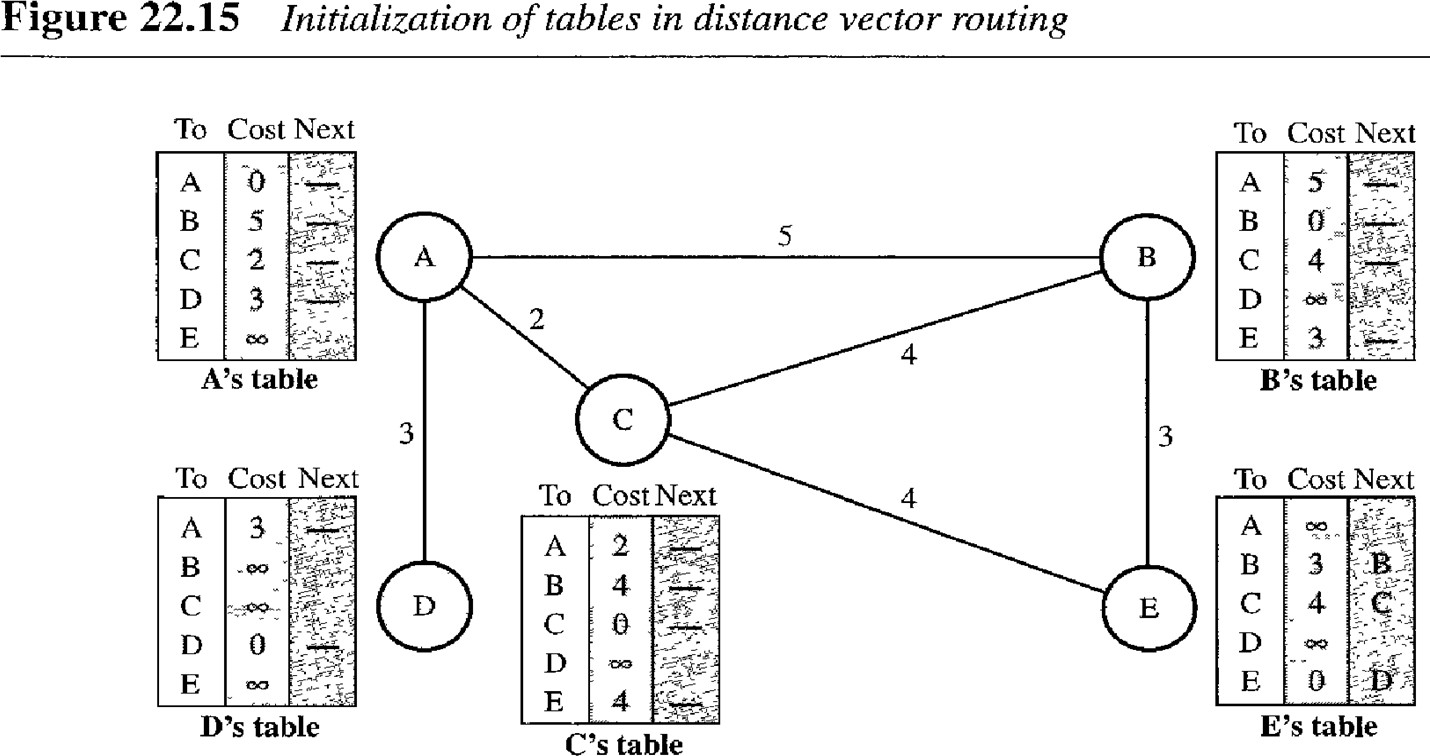 Figure 22.15 Initialization of tables in distance vector routing
To Cost Next
A 0 —
B 5 —
C 2 —
D 3 —
E ∞
A's table
To Cost Next
A 5 —
B 0 —
C 4 —
D ∞
E 3 —
B's table
A
5
B
2
4
C
3
3
4
D
E
To Cost Next
A 3 —
B ∞
C ∞
D 0 —
E ∞
D's table
To Cost Next
A 2 —
B 4 —
C 0 —
D ∞
E 4 —
C's table
To Cost Next
A ∞
B 3 B
C 4 C
D ∞
E 0 D
E's table